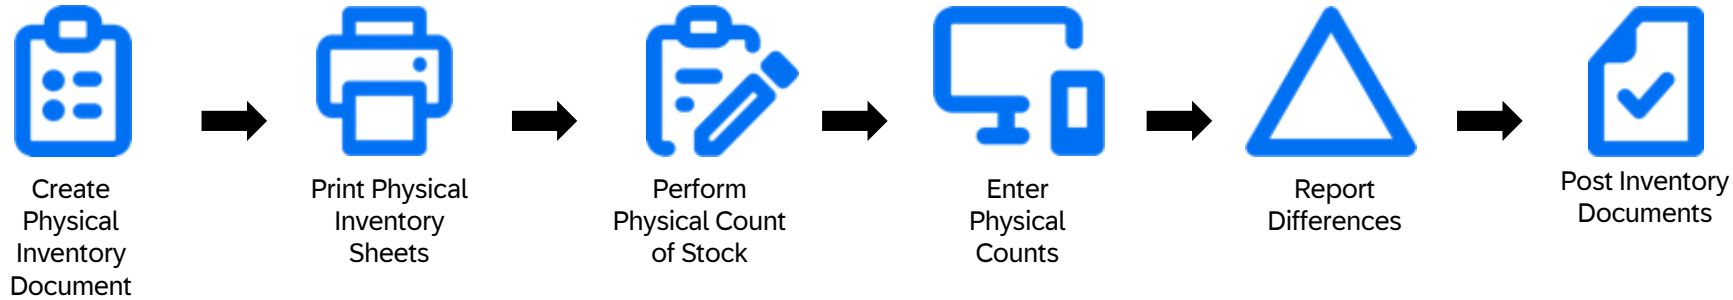 Create
Physical
Inventory
Document
Print Physical
Inventory
Sheets
Perform
Physical Count
of Stock
Enter
Physical
Counts
Report
Differences
Post Inventory
Documents